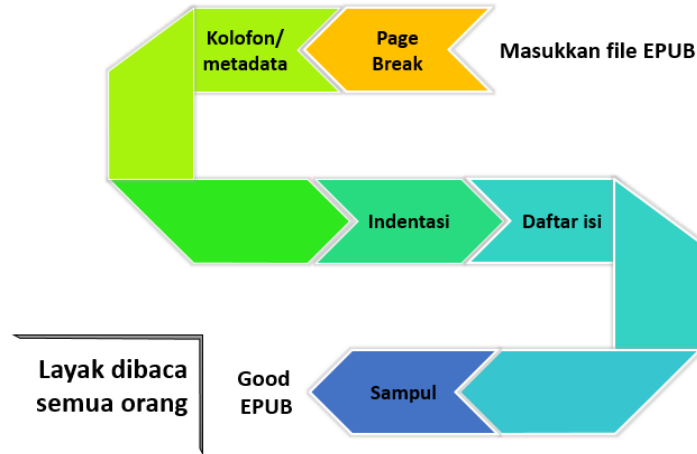 Masukkan file EPUB
Page
Break
Kolofon/
metadata
Indentasi
Daftar isi
Sampul
Good
EPUB
Layak dibaca
semua orang